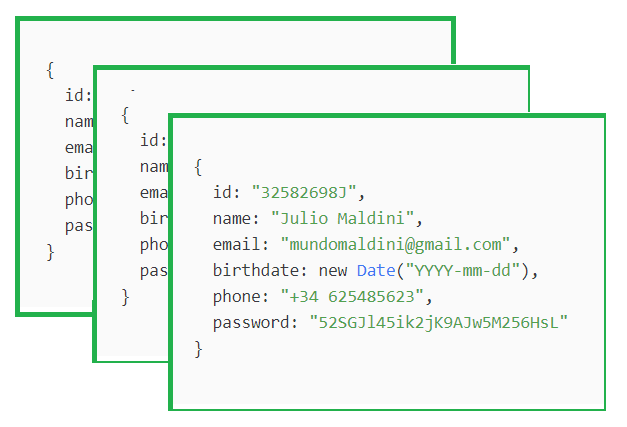 {
id:
nam
ema
bir
pho
pas
}
{
id:
nam
ema
bir
pho
pas
}
{
id: "32582698J",
name: "Julio Maldini",
email: "mundomaldini@gmail.com",
birthdate: new Date("YYYY-mm-dd"),
phone: "+34 625485623",
password: "52SGJl45ik2jK9AJw5M256HsL"
}